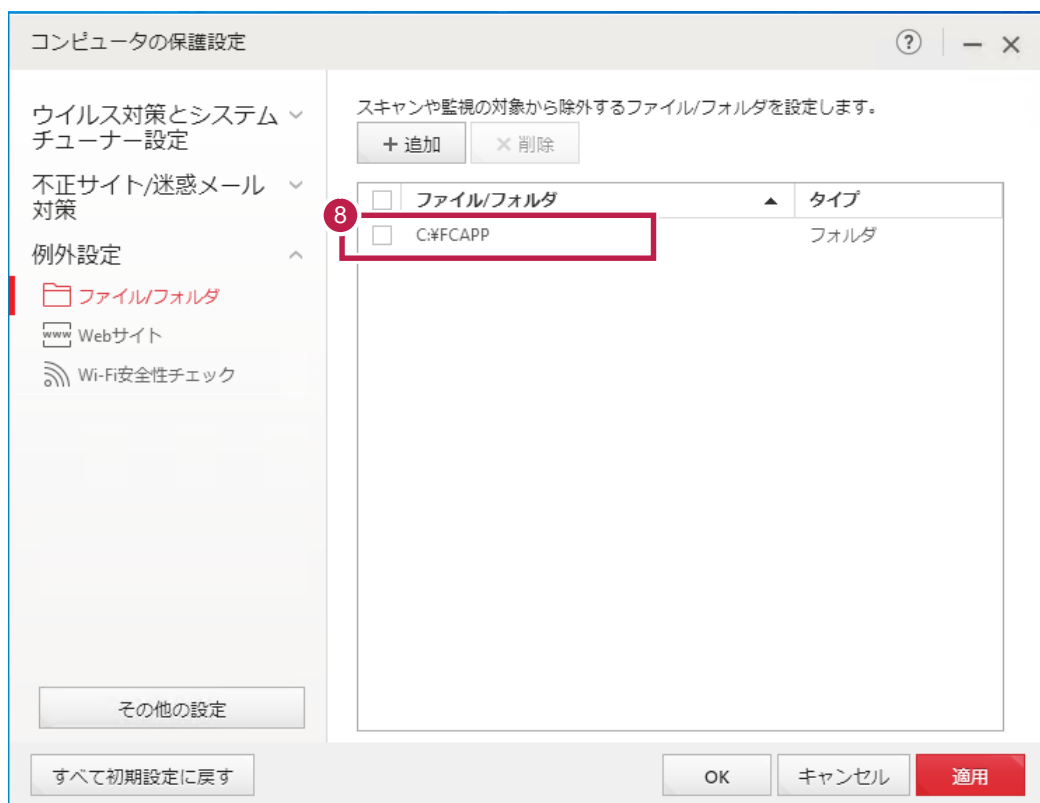 コンピュータの保護設定
?
ウイルス対策とシステム
チューナー設定
不正サイト/迷惑メール
対策
例外設定
ファイル/フォルダ
www Webサイト
Wi-Fi安全性チェック
その他の設定
スキャンや監視の対象から除外するファイル/フォルダを設定します。
+ 追加 × 削除
ファイル/フォルダ タイプ
8
C:¥FCAPP フォルダ
すべて初期設定に戻す OK キャンセル 適用